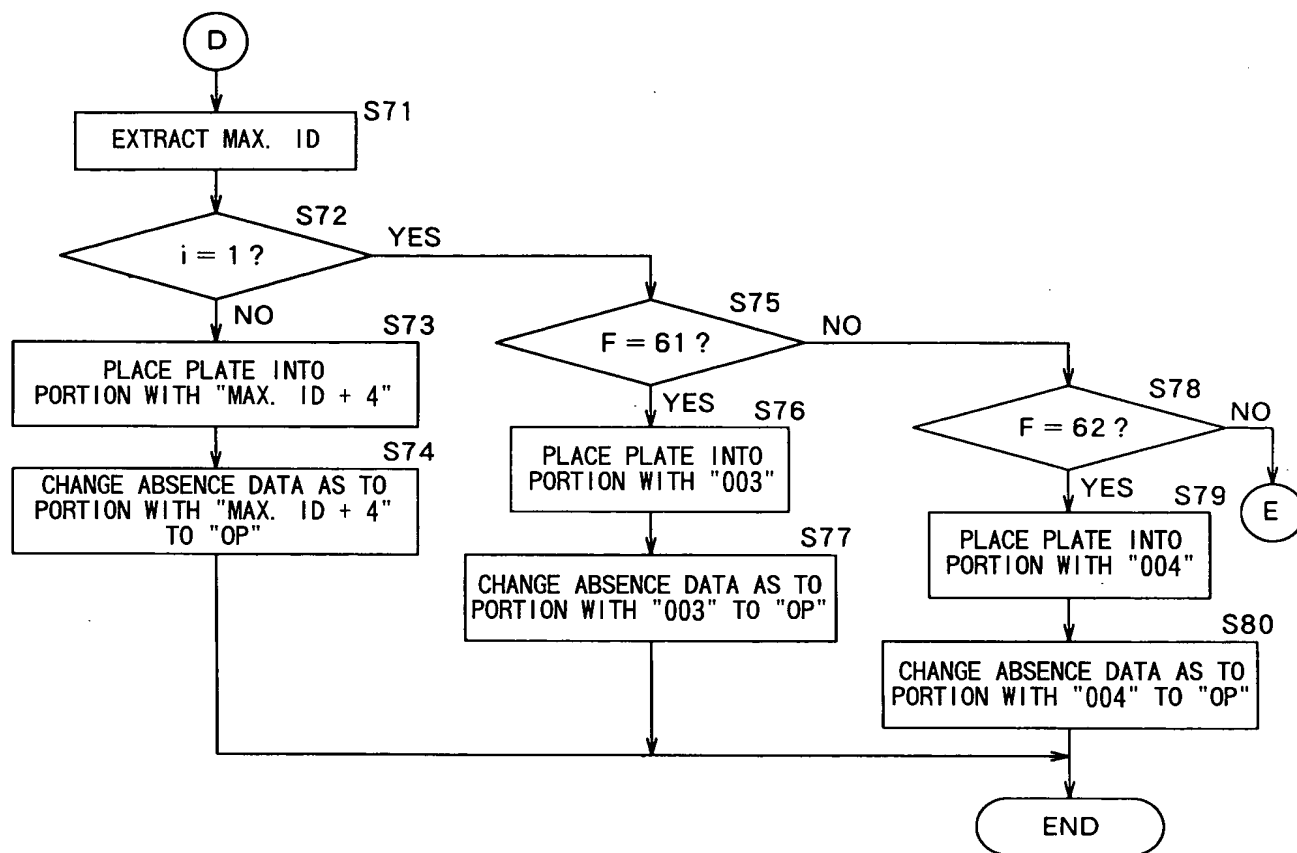 D
S71
EXTRACT MAX. ID
S72
i = 1 ?
YES
NO
S73
PLACE PLATE INTO
PORTION WITH "MAX. ID + 4"
S74
CHANGE ABSENCE DATA AS TO
PORTION WITH "MAX. ID + 4"
TO "OP"
S75
F = 61 ?
NO
YES
S76
PLACE PLATE INTO
PORTION WITH "003"
S77
CHANGE ABSENCE DATA AS TO
PORTION WITH "003" TO "OP"
S78
F = 62 ?
NO
E
YES
S79
PLACE PLATE INTO
PORTION WITH "004"
S80
CHANGE ABSENCE DATA AS TO
PORTION WITH "004" TO "OP"
END